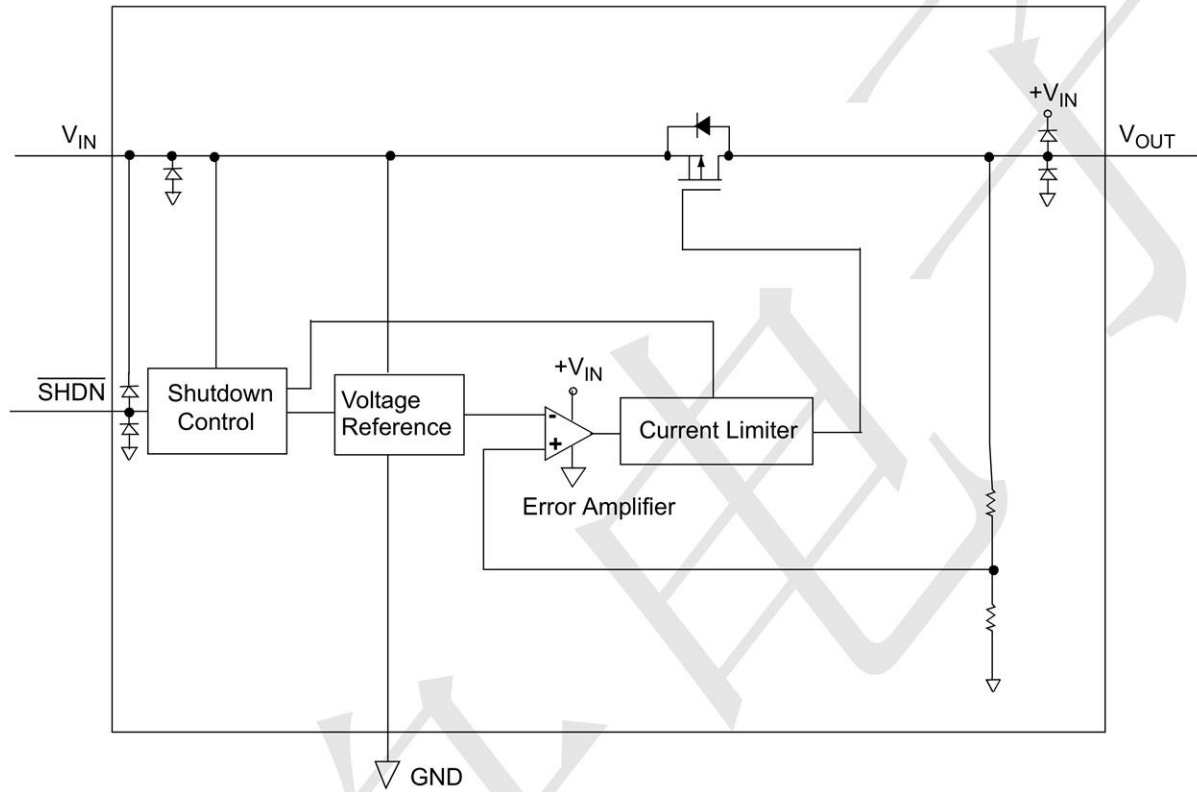 +V_IN
V_IN
V_OUT
SHDN
Shutdown
Control
Voltage
Reference
+V_IN
-
+
Current Limiter
Error Amplifier
GND